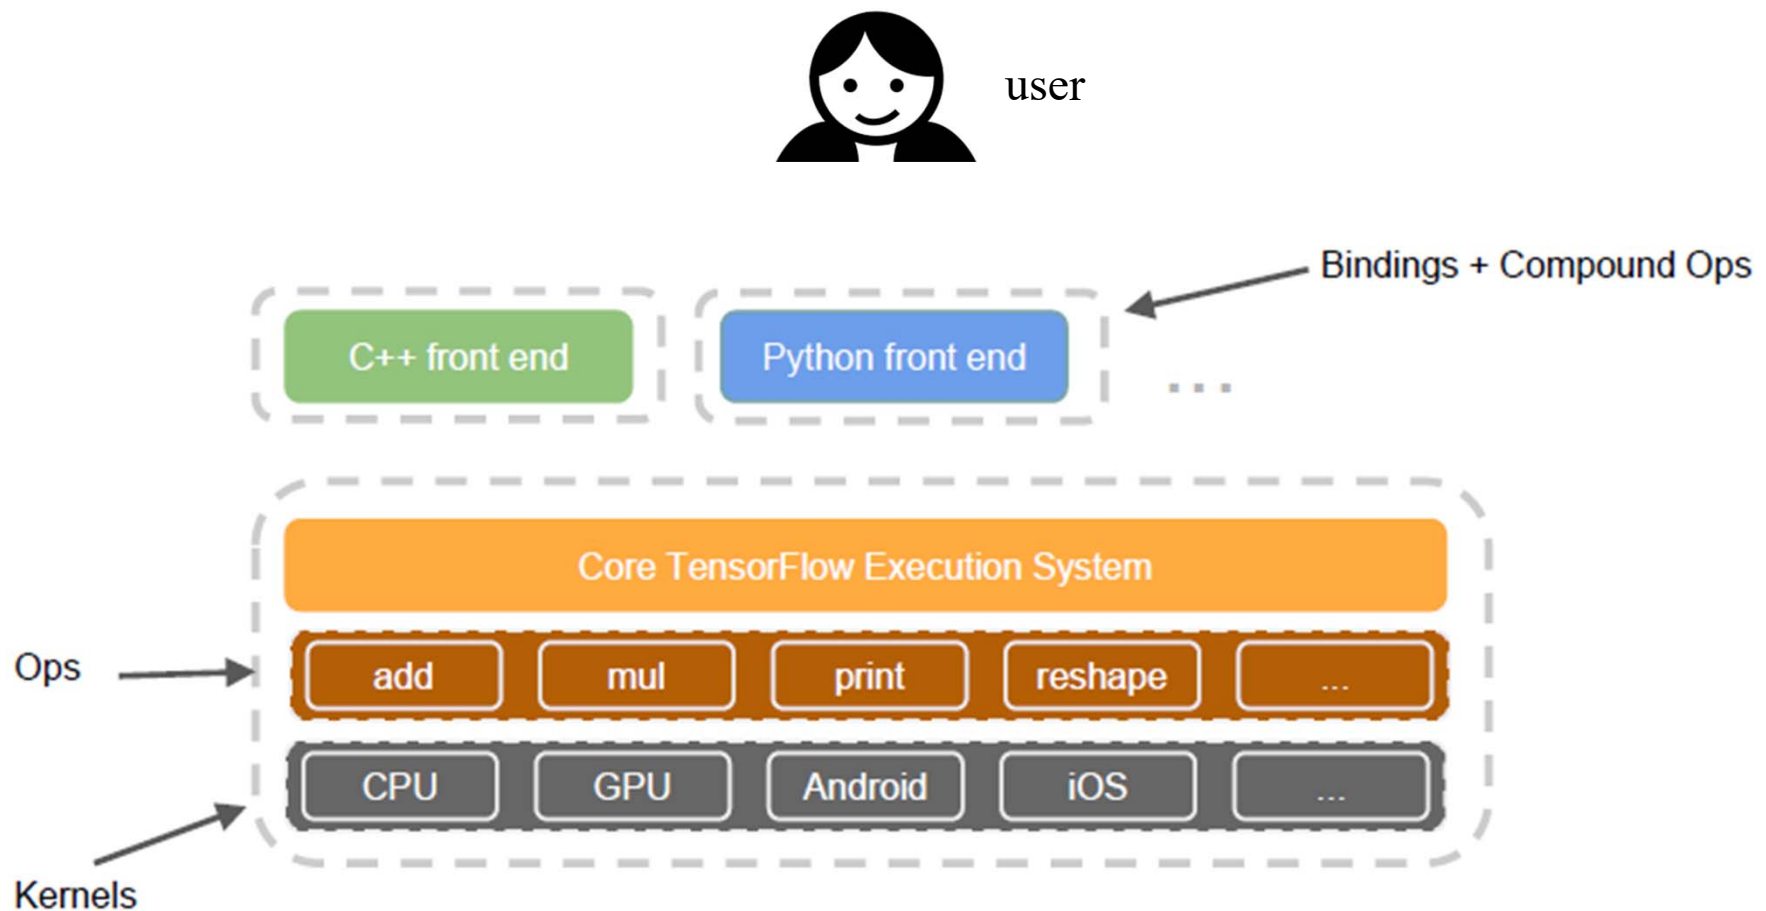 user
Bindings + Compound Ops
C++ front end
Python front end
...
Core TensorFlow Execution System
Ops
add
mul
print
reshape
...
CPU
GPU
Android
iOS
...
Kernels